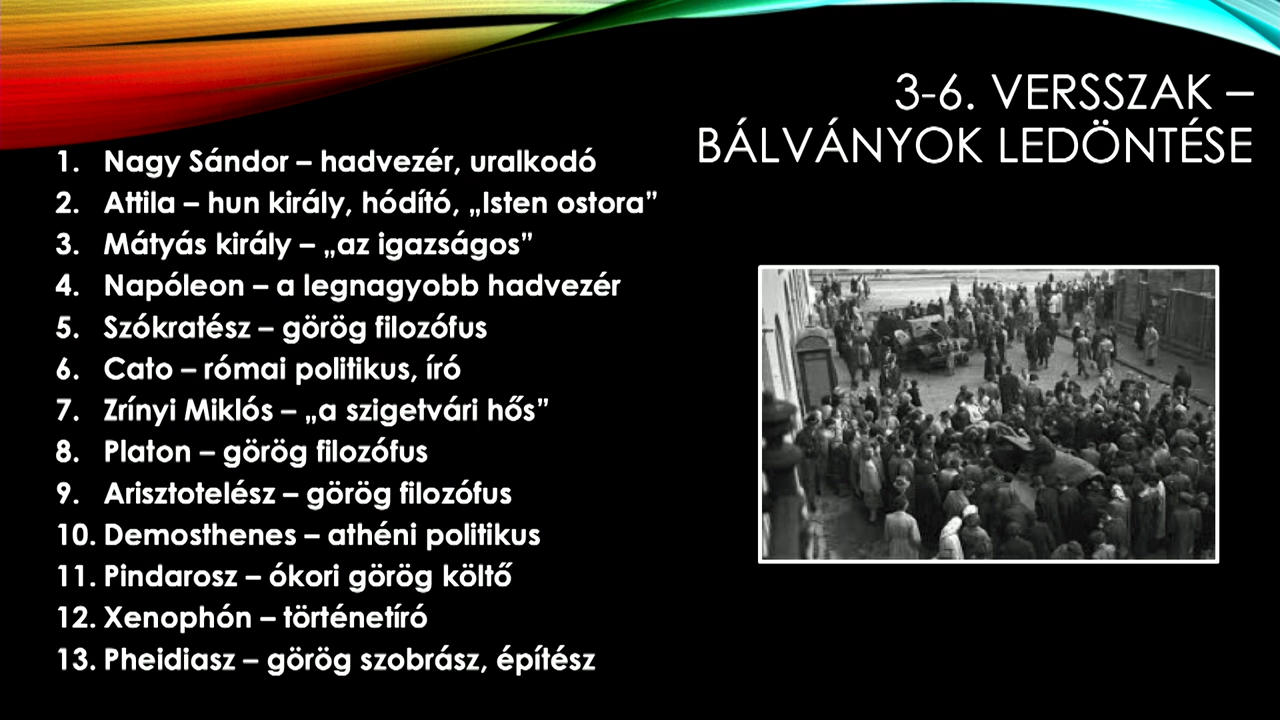 3-6. VERSSZAK –
BÁLVÁNYOK LEDÖNTÉSE
1. Nagy Sándor – hadvezér, uralkodó
2. Attila – hun király, hódító, „Isten ostora”
3. Mátyás király – „az igazságos”
4. Napóleon – a legnagyobb hadvezér
5. Szókratész – görög filozófus
6. Cato – római politikus, író
7. Zrínyi Miklós – „a szigetvári hős”
8. Platon – görög filozófus
9. Arisztotelész – görög filozófus
10. Demosthenes – athéni politikus
11. Pindarosz – ókori görög költő
12. Xenophón – történetíró
13. Pheidiasz – görög szobrász, építész